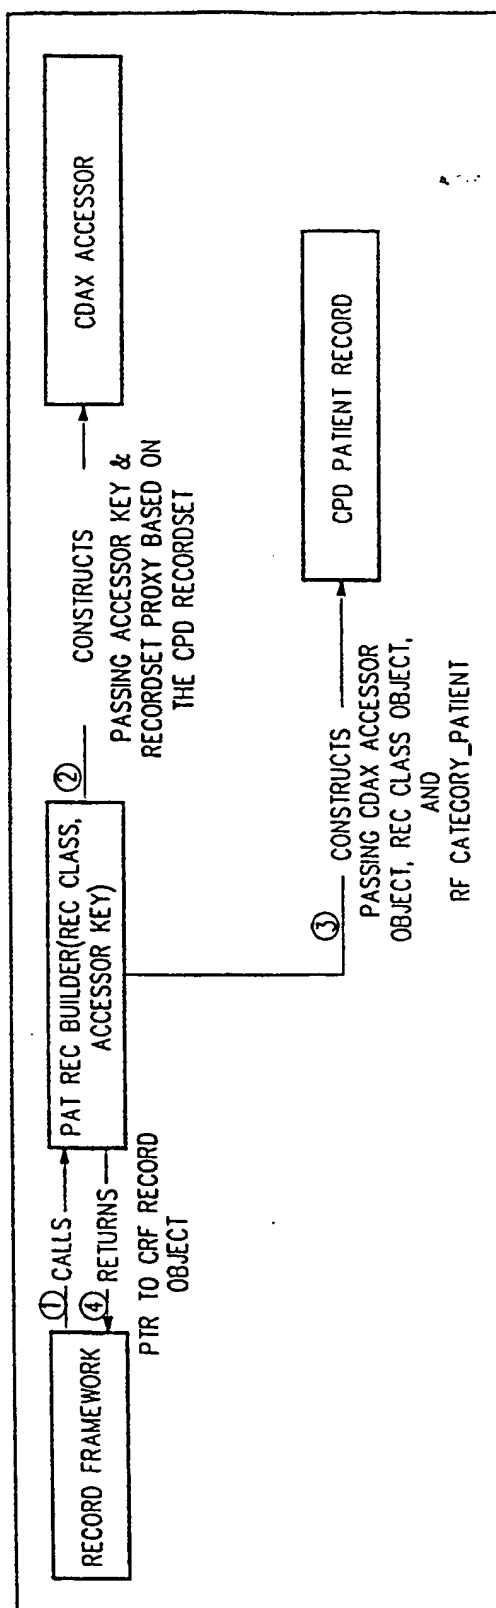 RECORD FRAMEWORK
① CALLS
④ RETURNS
PTR TO CRF RECORD
OBJECT
PAT REC BUILDER(REC CLASS,
ACCESSOR KEY)
②
CONSTRUCTS
PASSING ACCESSOR KEY &
RECORDSET PROXY BASED ON
THE CPD RECORDSET
CDAX ACCESSOR
③
CONSTRUCTS
PASSING CDAX ACCESSOR
OBJECT, REC CLASS OBJECT,
AND
RF CATEGORY_PATIENT
CPD PATIENT RECORD